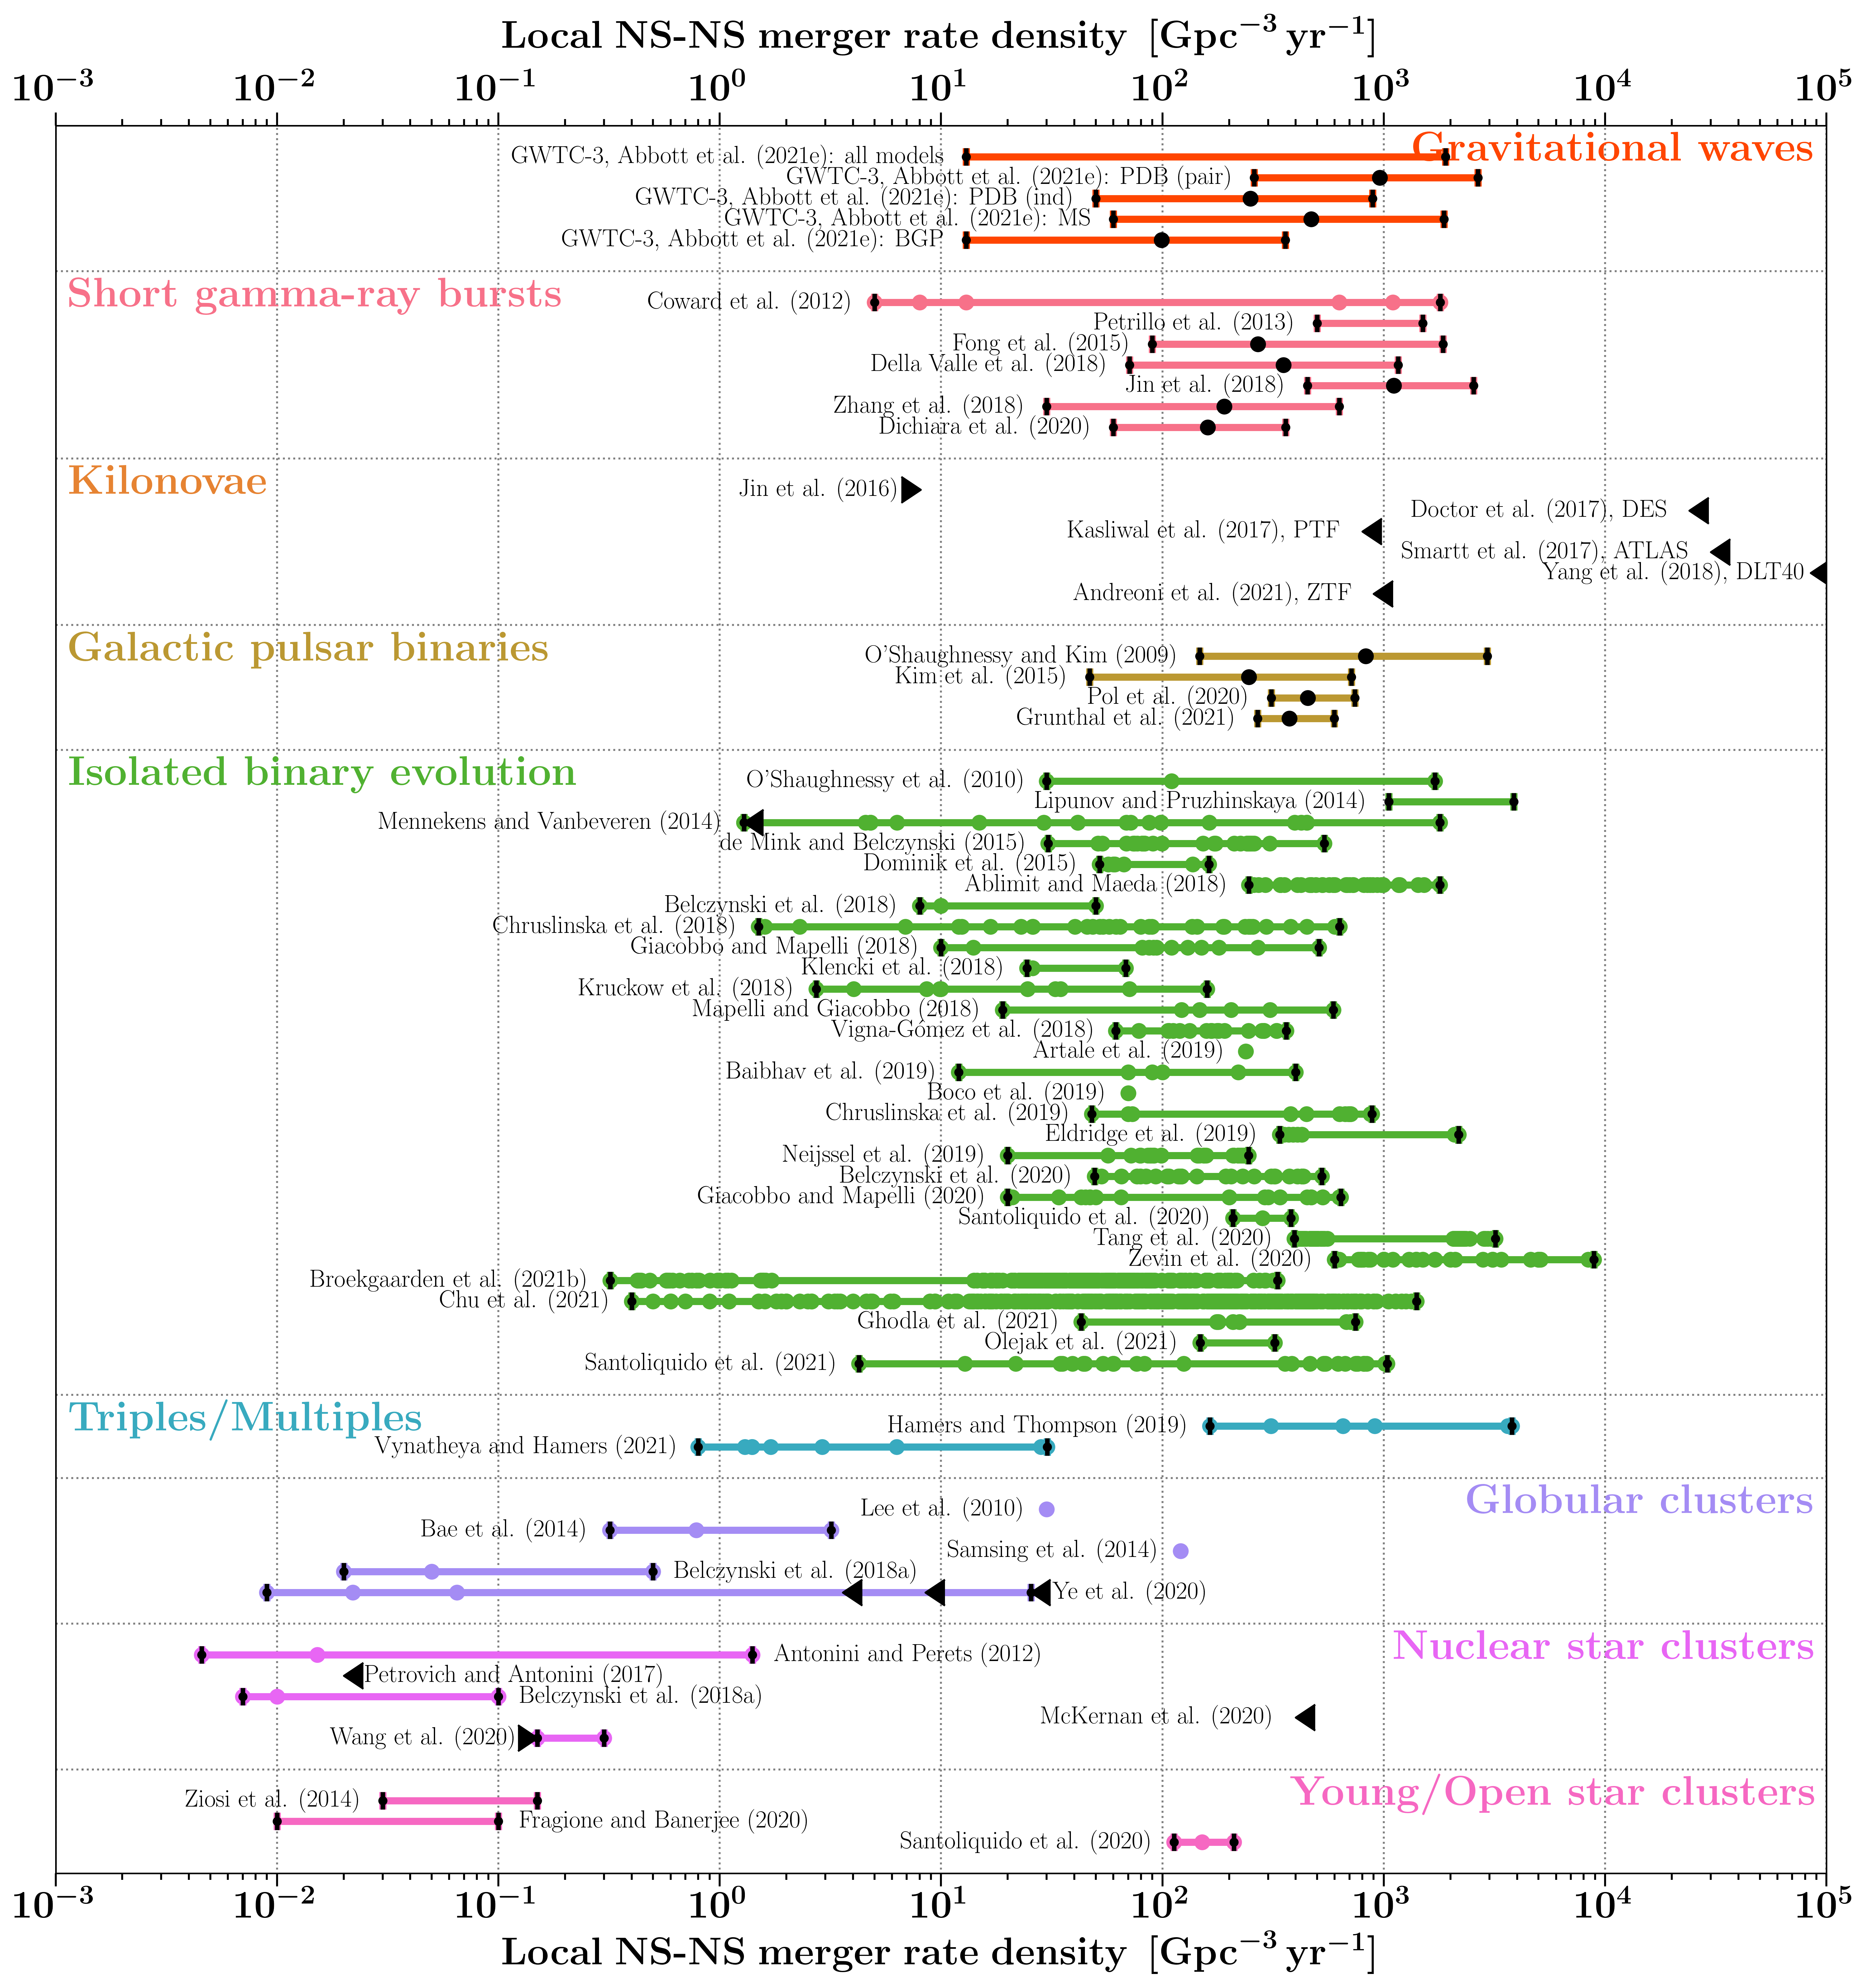 Local NS-NS merger rate density [Gpc⁻³ yr⁻¹]
10⁻³ 10⁻² 10⁻¹ 10⁰ 10¹ 10² 10³ 10⁴ 10⁵
Gravitational waves
GWTC-3, Abbott et al. (2021e): all models
GWTC-3, Abbott et al. (2021e): PDB (pair)
GWTC-3, Abbott et al. (2021e): PDB (ind)
GWTC-3, Abbott et al. (2021e): MS
GWTC-3, Abbott et al. (2021e): BGP
Short gamma-ray bursts
Coward et al. (2012)
Petrillo et al. (2013)
Fong et al. (2015)
Della Valle et al. (2018)
Jin et al. (2018)
Zhang et al. (2018)
Dichiara et al. (2020)
Kilonovae
Jin et al. (2016)
Doctor et al. (2017), DES
Kasliwal et al. (2017), PTF
Smartt et al. (2017), ATLAS
Yang et al. (2018), DLT40
Andreoni et al. (2021), ZTF
Galactic pulsar binaries
O'Shaughnessy and Kim (2009)
Kim et al. (2015)
Pol et al. (2020)
Grunthal et al. (2021)
Isolated binary evolution
O'Shaughnessy et al. (2010)
Lipunov and Pruzhinskaya (2014)
Mennekens and Vanbeveren (2014)
de Mink and Belczynski (2015)
Dominik et al. (2015)
Ablimit and Maeda (2018)
Belczynski et al. (2018)
Chruslinska et al. (2018)
Giacobbo and Mapelli (2018)
Klencki et al. (2018)
Kruckow et al. (2018)
Mapelli and Giacobbo (2018)
Vigna-Gómez et al. (2018)
Artale et al. (2019)
Baibhav et al. (2019)
Boco et al. (2019)
Chruslinska et al. (2019)
Eldridge et al. (2019)
Neijssel et al. (2019)
Belczynski et al. (2020)
Giacobbo and Mapelli (2020)
Santoliquido et al. (2020)
Tang et al. (2020)
Zevin et al. (2020)
Broekgaarden et al. (2021b)
Chu et al. (2021)
Ghodla et al. (2021)
Olejak et al. (2021)
Santoliquido et al. (2021)
Triples/Multiples
Hamers and Thompson (2019)
Vynatheya and Hamers (2021)
Globular clusters
Lee et al. (2010)
Bae et al. (2014)
Samsing et al. (2014)
Belczynski et al. (2018a)
Ye et al. (2020)
Nuclear star clusters
Antonini and Perets (2012)
Petrovich and Antonini (2017)
Belczynski et al. (2018a)
McKernan et al. (2020)
Wang et al. (2020)
Young/Open star clusters
Ziosi et al. (2014)
Fragione and Banerjee (2020)
Santoliquido et al. (2020)
10⁻³ 10⁻² 10⁻¹ 10⁰ 10¹ 10² 10³ 10⁴ 10⁵
Local NS-NS merger rate density [Gpc⁻³ yr⁻¹]